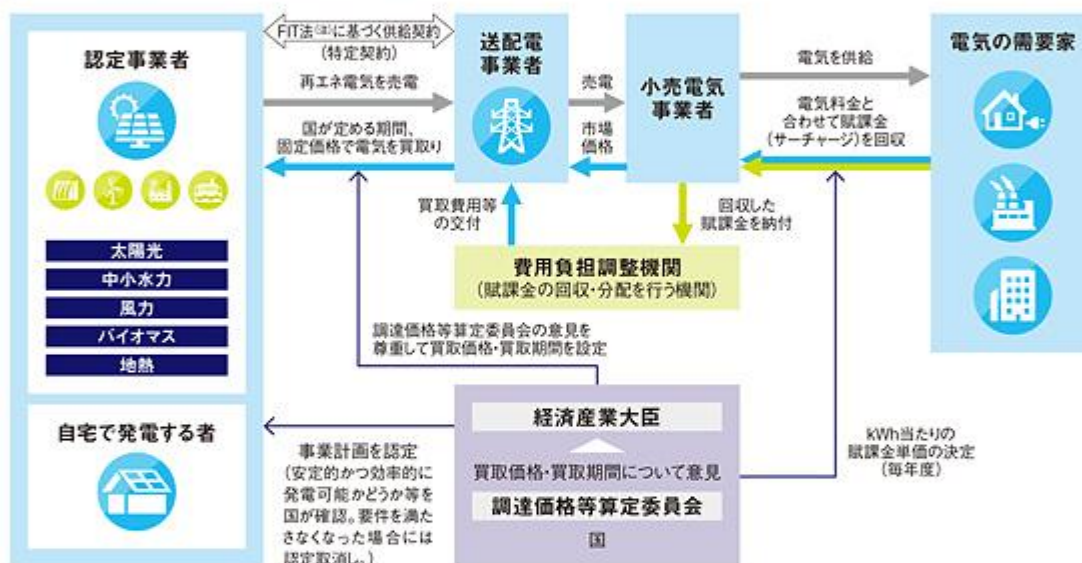 認定事業者
太陽光
中小水力
風力
バイオマス
地熱
自宅で発電する者
FIT法(注)に基づく供給契約
(特定契約)
再エネ電気を売電
国が定める期間、
固定価格で電気を買取り
送配電
事業者
売電
市場
価格
小売電気
事業者
電気を供給
電気料金と
合わせて賦課金
(サーチャージ)を回収
電気の需要家
買取費用等
の交付
回収した
賦課金を納付
費用負担調整機関
(賦課金の回収・分配を行う機関)
調達価格等算定委員会の意見を
尊重して買取価格・買取期間を設定
事業計画を認定
(安定的かつ効率的に
発電可能かどうか等を
国が確認。要件を満た
さなくなった場合には
認定取消し。)
経済産業大臣
買取価格・買取期間について意見
調達価格等算定委員会
国
kWh当たりの
賦課金単価の決定
(毎年度)